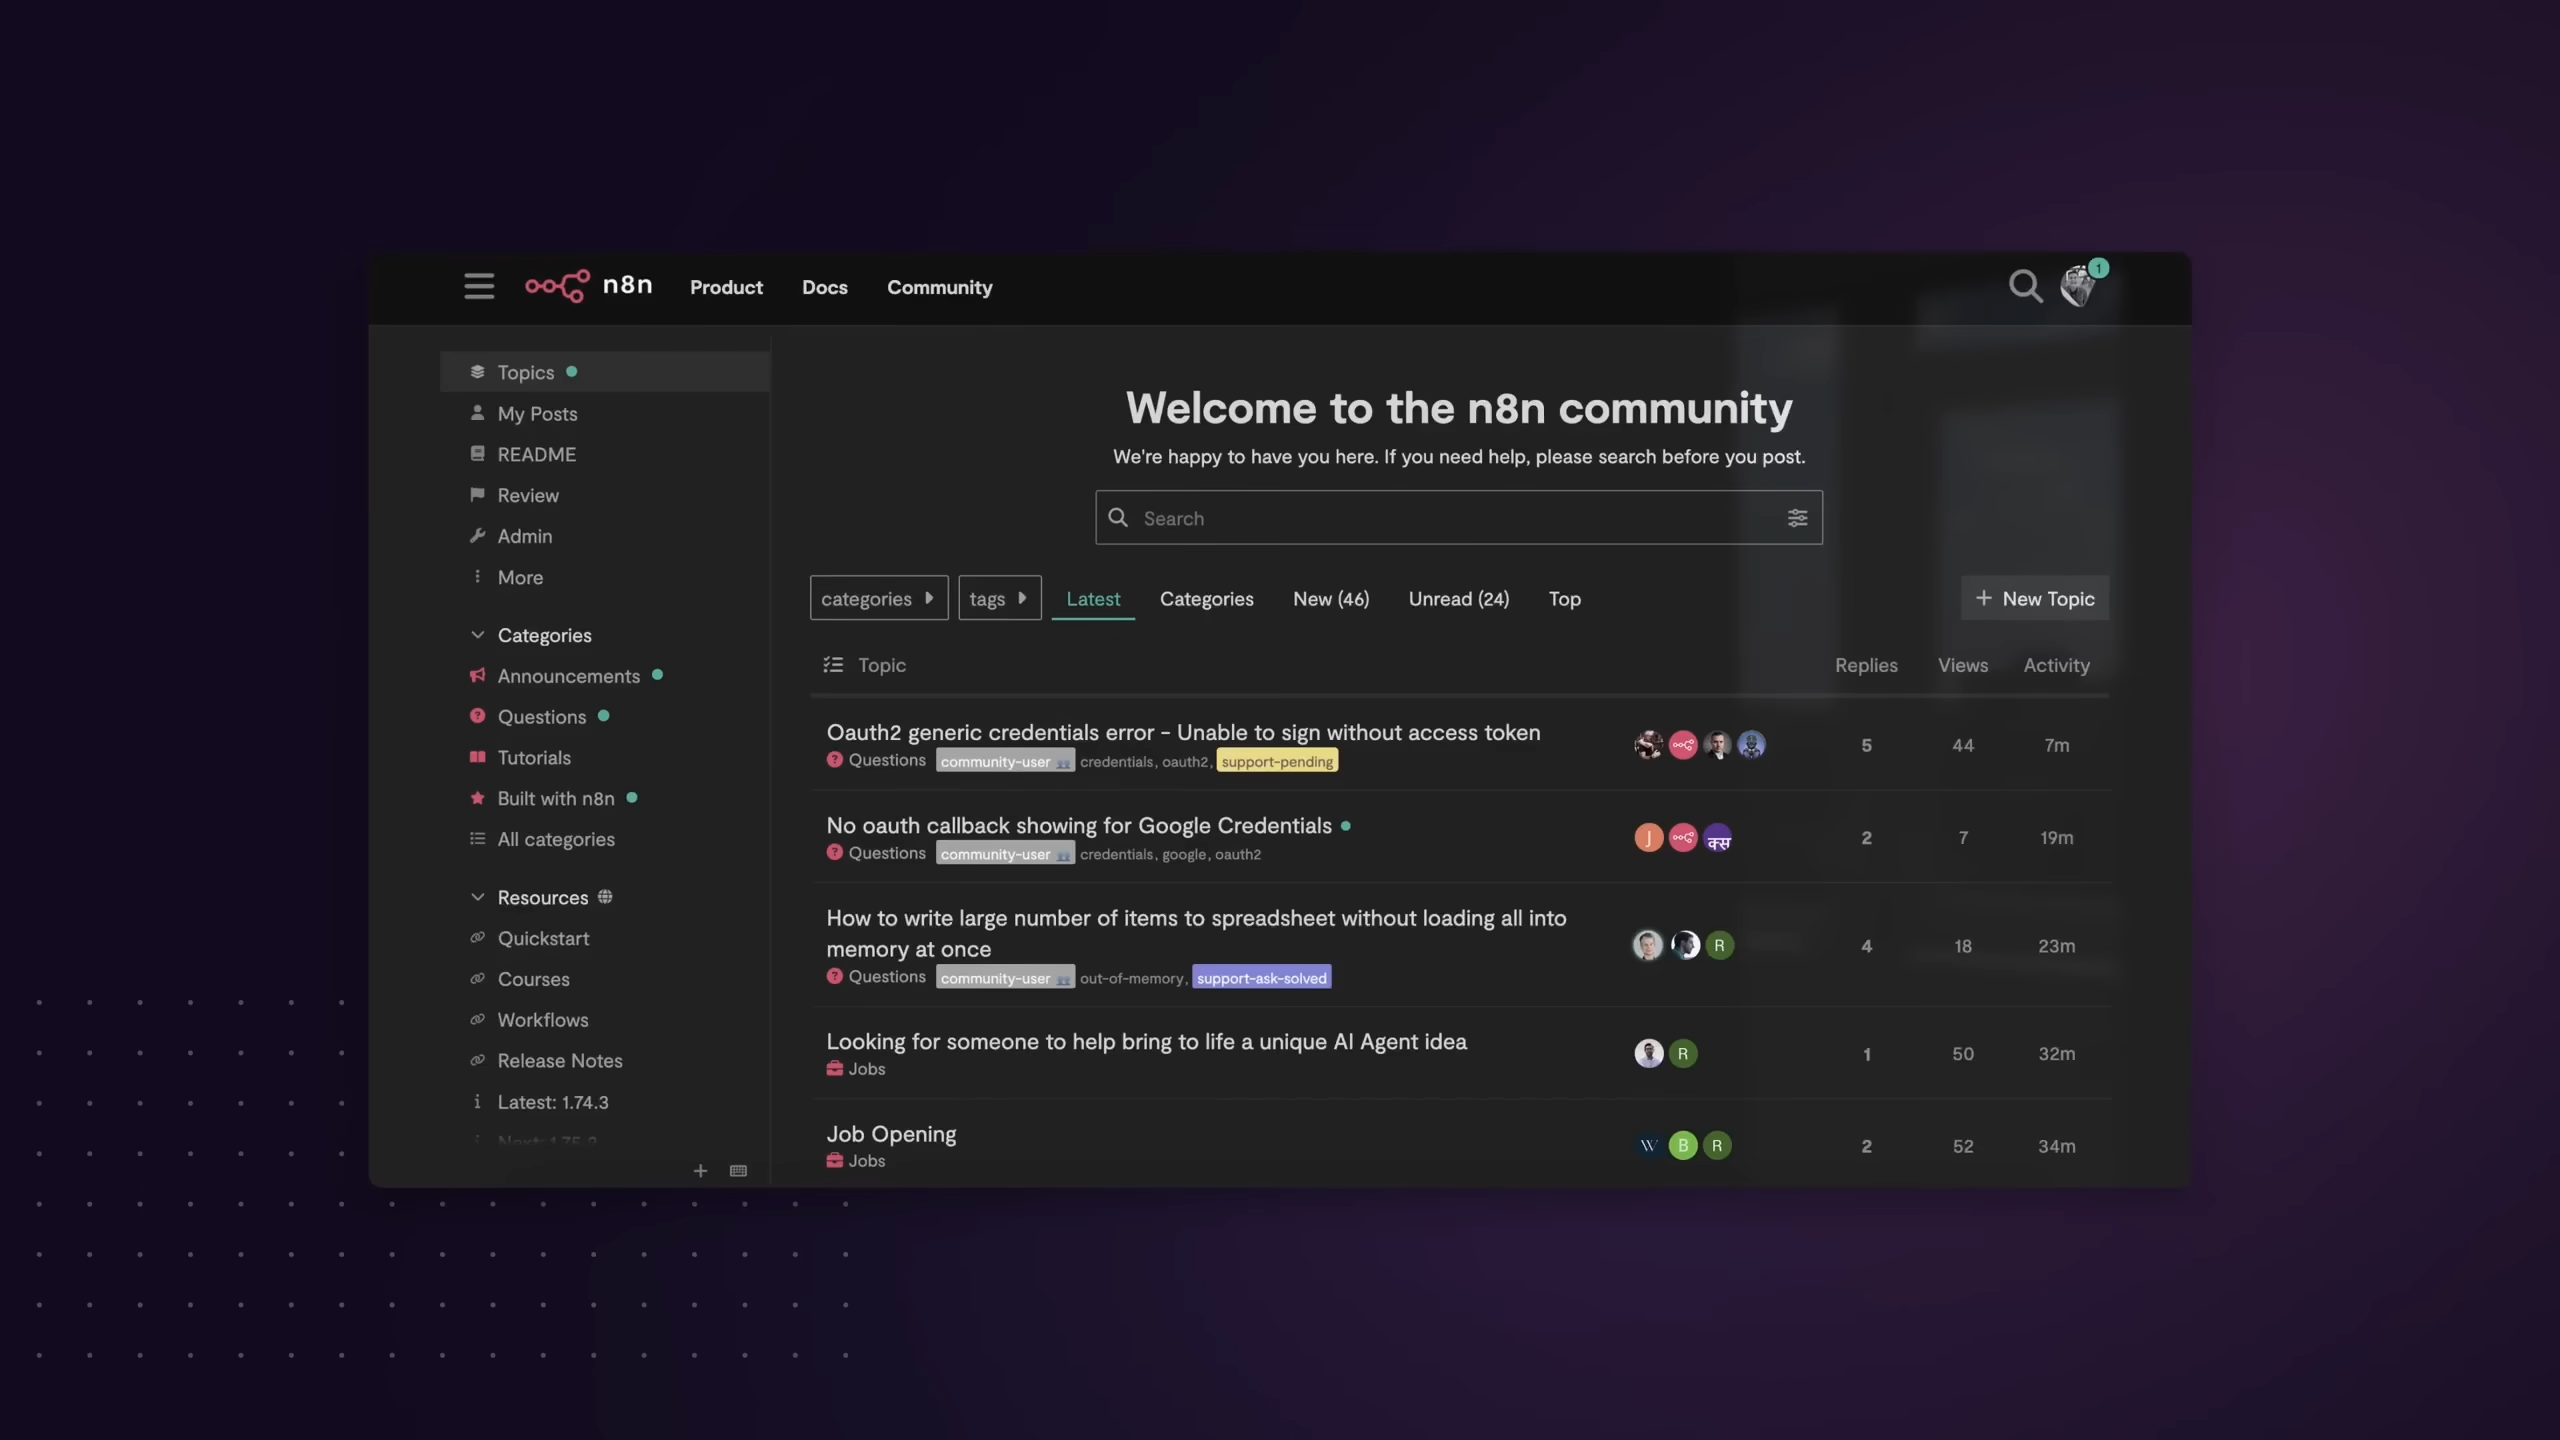 n8n
Product
Docs
Community
1
Topics
My Posts
README
Review
Admin
More
Categories
Announcements
Questions
Tutorials
Built with n8n
All categories
Resources
Quickstart
Courses
Workflows
Release Notes
Latest: 1.74.3
Welcome to the n8n community
We're happy to have you here. If you need help, please search before you post.
Search
categories
tags
Latest
Categories
New (46)
Unread (24)
Top
+ New Topic
Topic
Replies
Views
Activity
Oauth2 generic credentials error - Unable to sign without access token
Questions community-user credentials, oauth2, support-pending
5
44
7m
No oauth callback showing for Google Credentials
Questions community-user credentials, google, oauth2
J
क्स
2
7
19m
How to write large number of items to spreadsheet without loading all into
memory at once
Questions community-user out-of-memory, support-ask-solved
R
4
18
23m
Looking for someone to help bring to life a unique AI Agent idea
Jobs
R
1
50
32m
Job Opening
Jobs
W
B
R
2
52
34m